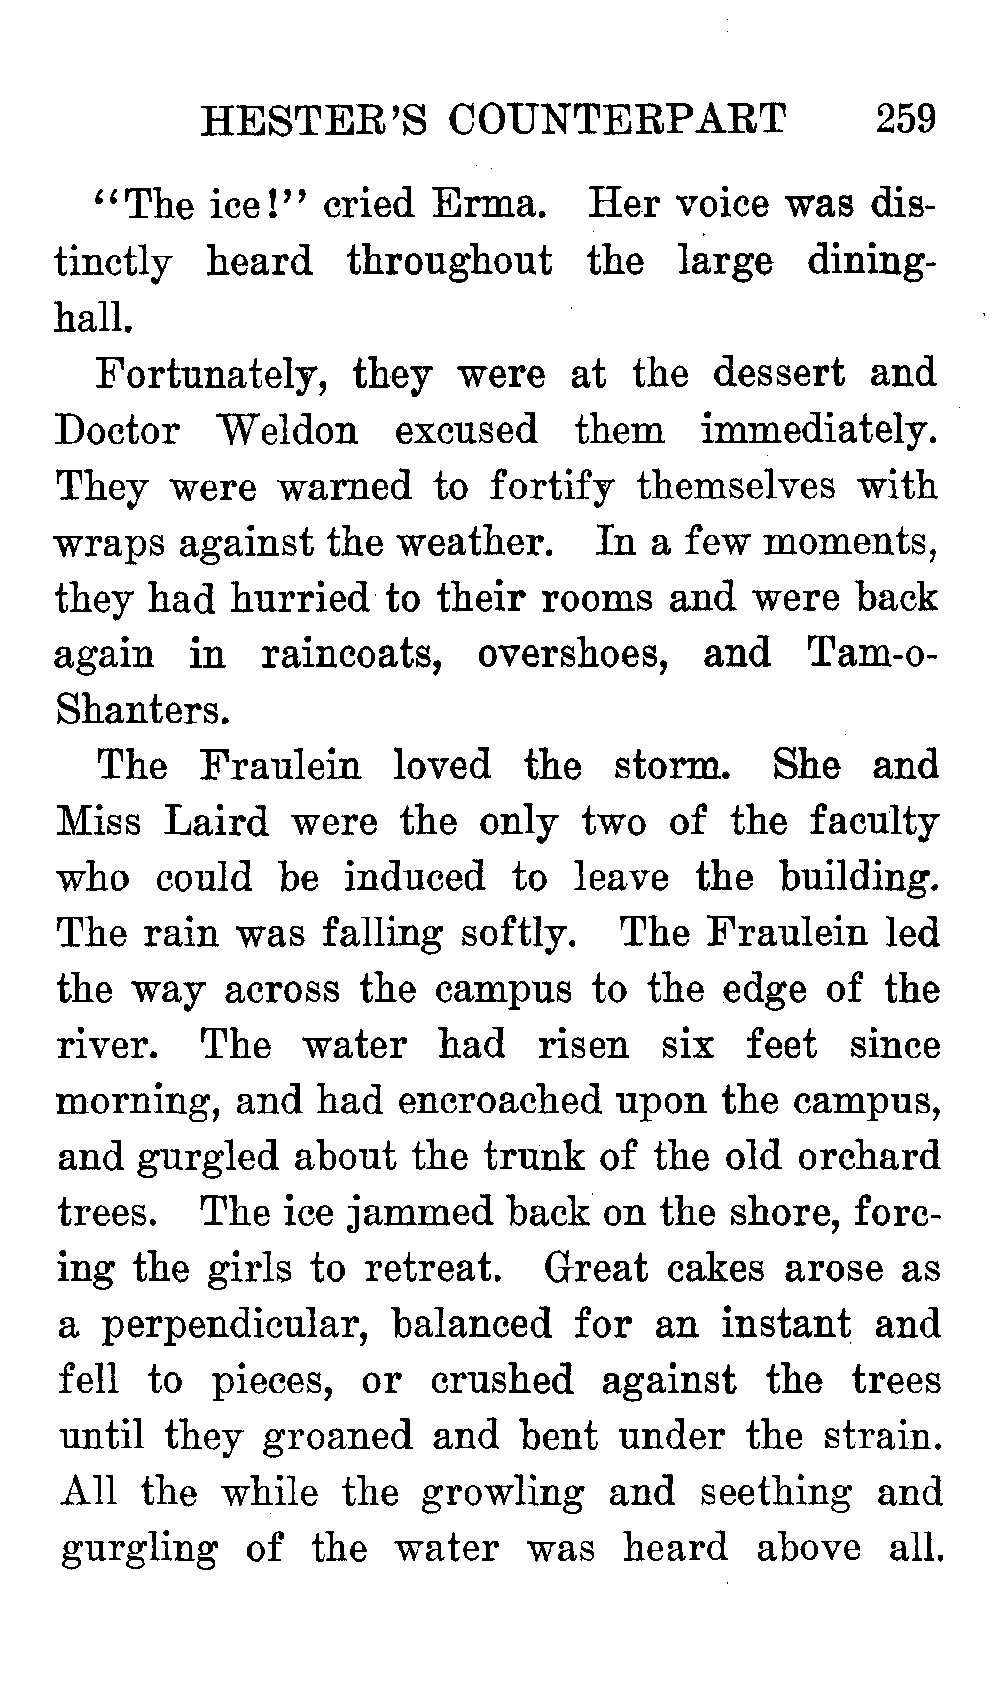 HESTER'S COUNTERPART 259
"The ice!" cried Erma. Her voice was dis-
tinctly heard throughout the large dining-
hall.
Fortunately, they were at the dessert and
Doctor Weldon excused them immediately.
They were warned to fortify themselves with
wraps against the weather. In a few moments,
they had hurried to their rooms and were back
again in raincoats, overshoes, and Tam-o-
Shanters.
The Fraulein loved the storm. She and
Miss Laird were the only two of the faculty
who could be induced to leave the building.
The rain was falling softly. The Fraulein led
the way across the campus to the edge of the
river. The water had risen six feet since
morning, and had encroached upon the campus,
and gurgled about the trunk of the old orchard
trees. The ice jammed back on the shore, forc-
ing the girls to retreat. Great cakes arose as
a perpendicular, balanced for an instant and
fell to pieces, or crushed against the trees
until they groaned and bent under the strain.
All the while the growling and seething and
gurgling of the water was heard above all.